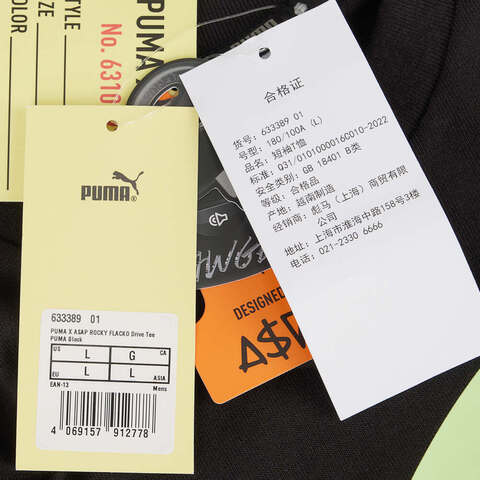 COLOR
ZE
STYLE
No. 6310
PUMA
PUMA
合格证
货号: 633389 01
号型: 180/100A (L)
品名: 短袖T恤
标准: Q31/0101000016C010-2022
安全类别: GB 18401 B类
等级: 合格品
产地: 越南制造
彪马（上海）商贸有限公司
地址: 上海市淮海中路158号3楼
电话: 021-2330 6666
PUMA
633389 01
PUMA X ASAP ROCKY FLACKO Drive Tee
PUMA Black
US L G CA
EU L L ASIA
EAN-13
Mens
4 069157 912778
DESIGNED
A$